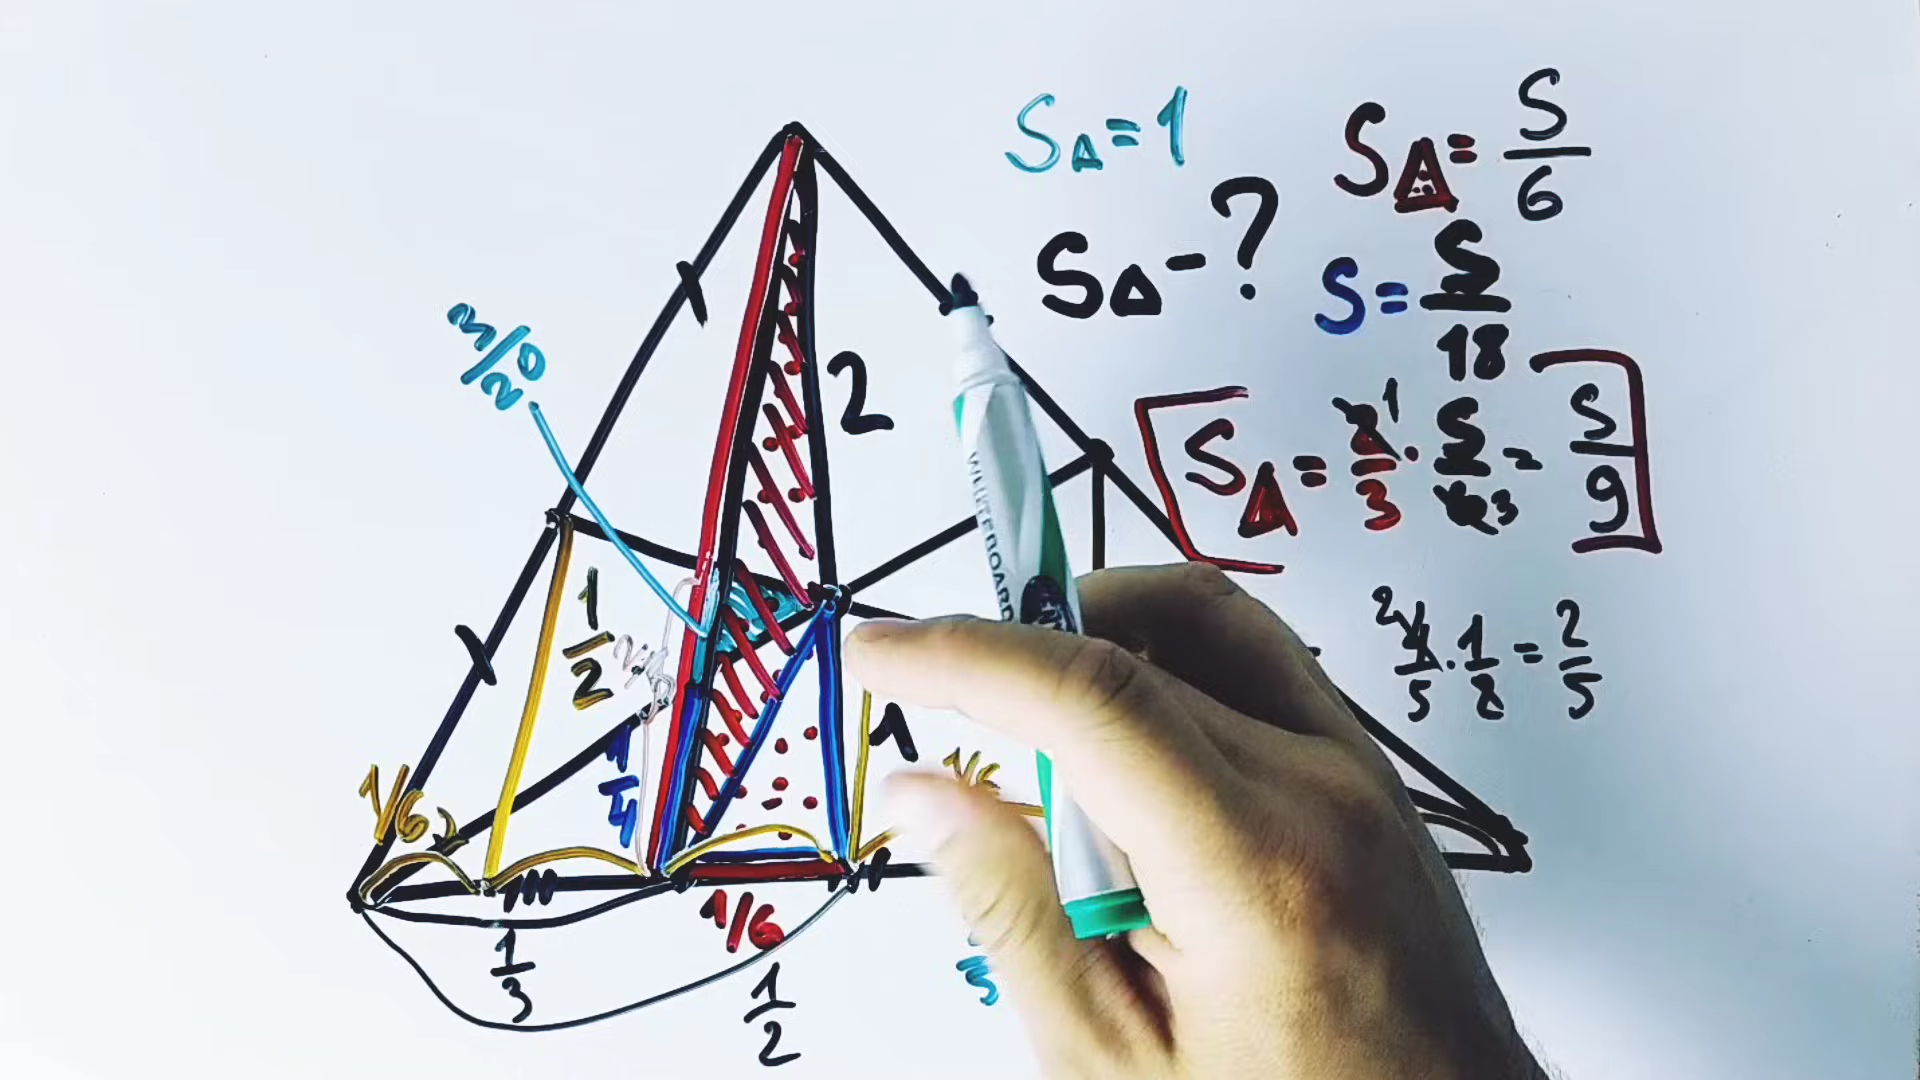 S△=1
S△=S/6
S△-?
S=S/18
S△=2/3·S/6=S/9
4/5·1/2=2/5
3/20
2
1/2
1/4
1
1/6
1/6
1/6
1/3
1/2
WHITEBOARD